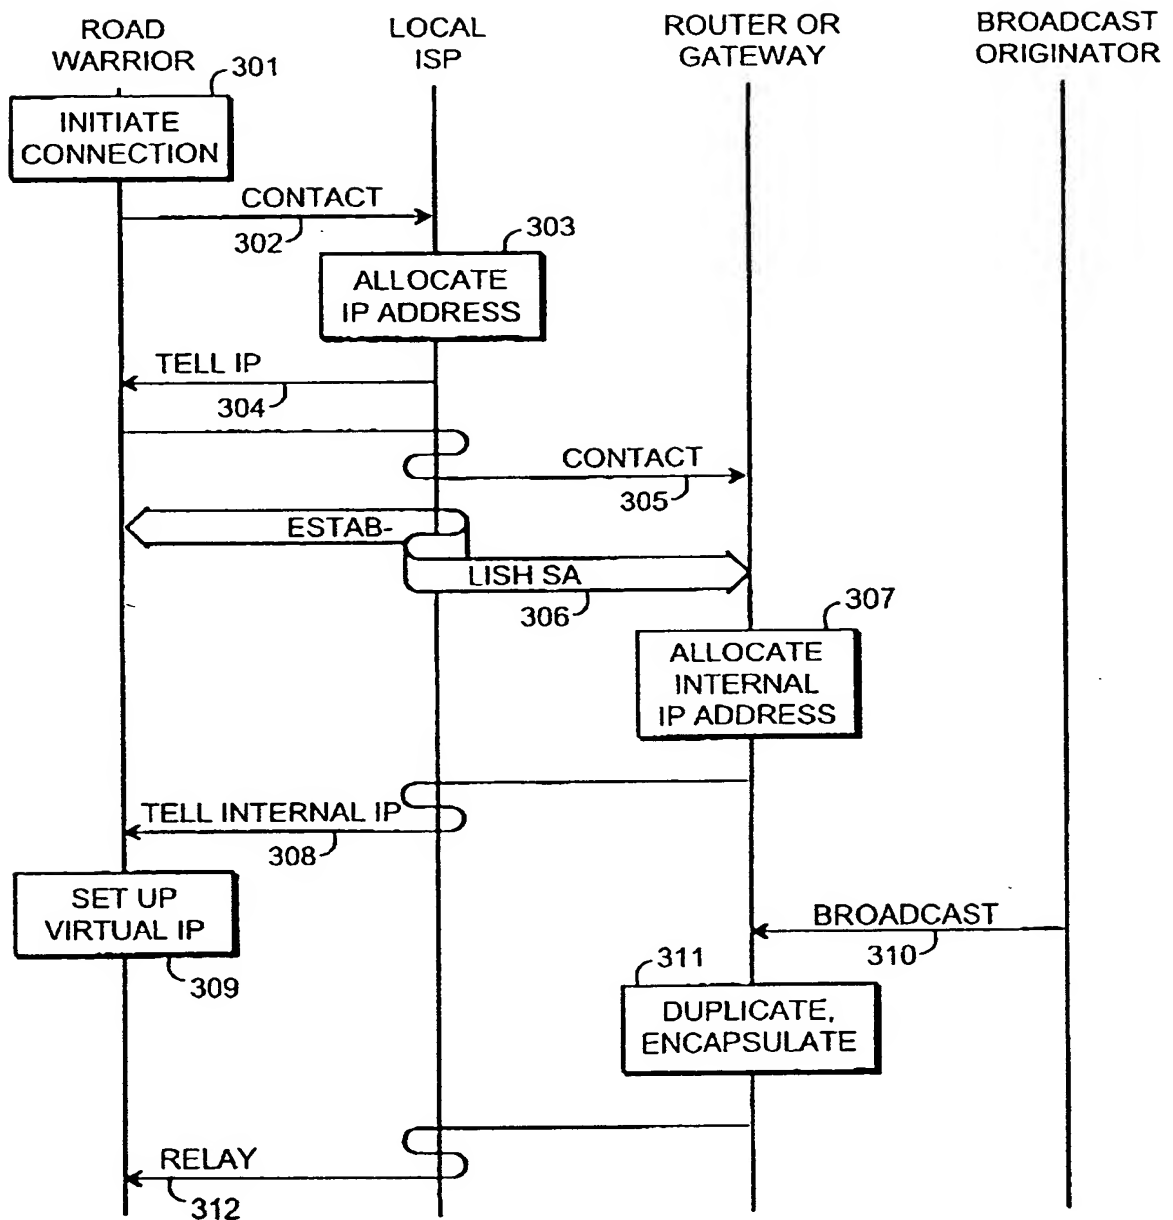 ROAD
WARRIOR
LOCAL
ISP
ROUTER OR
GATEWAY
BROADCAST
ORIGINATOR
301
INITIATE
CONNECTION
CONTACT
302
303
ALLOCATE
IP ADDRESS
TELL IP
304
CONTACT
305
ESTAB-
LISH SA
306
307
ALLOCATE
INTERNAL
IP ADDRESS
TELL INTERNAL IP
308
SET UP
VIRTUAL IP
309
BROADCAST
310
311
DUPLICATE,
ENCAPSULATE
RELAY
312